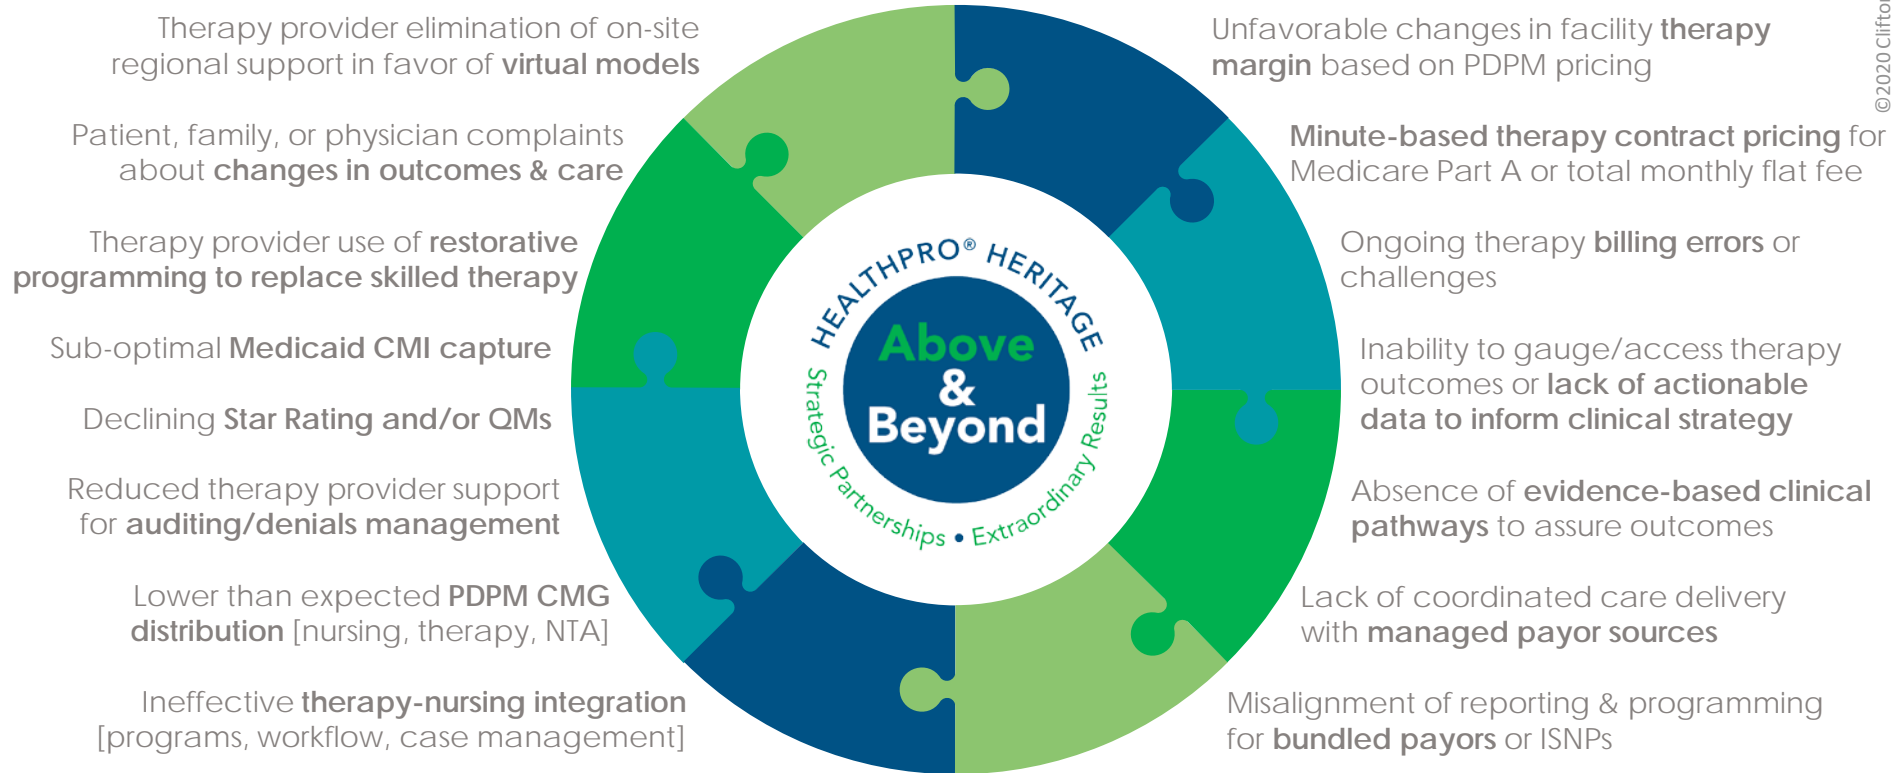 Therapy provider elimination of on-site
regional support in favor of virtual models
Patient, family, or physician complaints
about changes in outcomes & care
Therapy provider use of restorative
programming to replace skilled therapy
Sub-optimal Medicaid CMI capture
Declining Star Rating and/or QMs
Reduced therapy provider support
for auditing/denials management
Lower than expected PDPM CMG
distribution [nursing, therapy, NTA]
Ineffective therapy-nursing integration
[programs, workflow, case management]
HEALTHPRO® HERITAGE
Above
&
Beyond
Strategic Partnerships • Extraordinary Results
Unfavorable changes in facility therapy
margin based on PDPM pricing
Minute-based therapy contract pricing for
Medicare Part A or total monthly flat fee
Ongoing therapy billing errors or
challenges
Inability to gauge/access therapy
outcomes or lack of actionable
data to inform clinical strategy
Absence of evidence-based clinical
pathways to assure outcomes
Lack of coordinated care delivery
with managed payor sources
Misalignment of reporting & programming
for bundled payors or ISNPs
©2020 Clifton